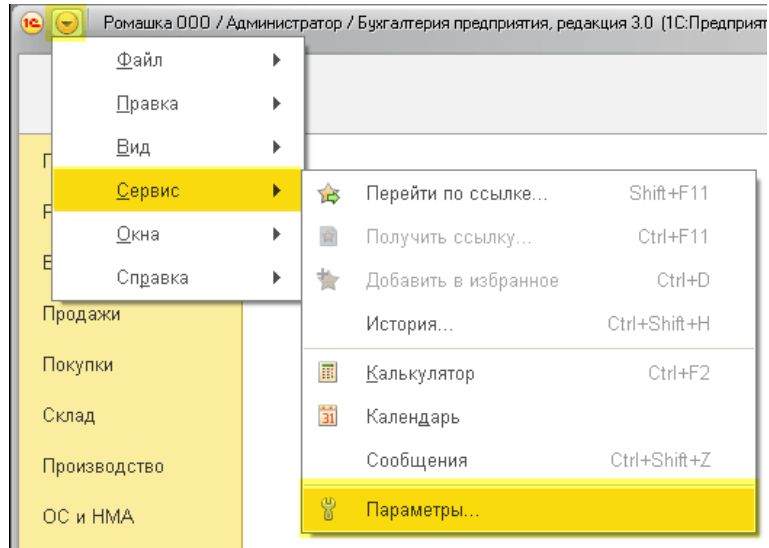 1С Ромашка ООО / Администратор / Бухгалтерия предприятия, редакция 3.0 (1С:Предприят
Файл
Правка
Вид
Сервис
Окна
Справка
Перейти по ссылке... Shift+F11
Получить ссылку... Ctrl+F11
Добавить в избранное Ctrl+D
История... Ctrl+Shift+H
Калькулятор Ctrl+F2
31 Календарь
Сообщения Ctrl+Shift+Z
Параметры...
Продажи
Покупки
Склад
Производство
ОС и НМА